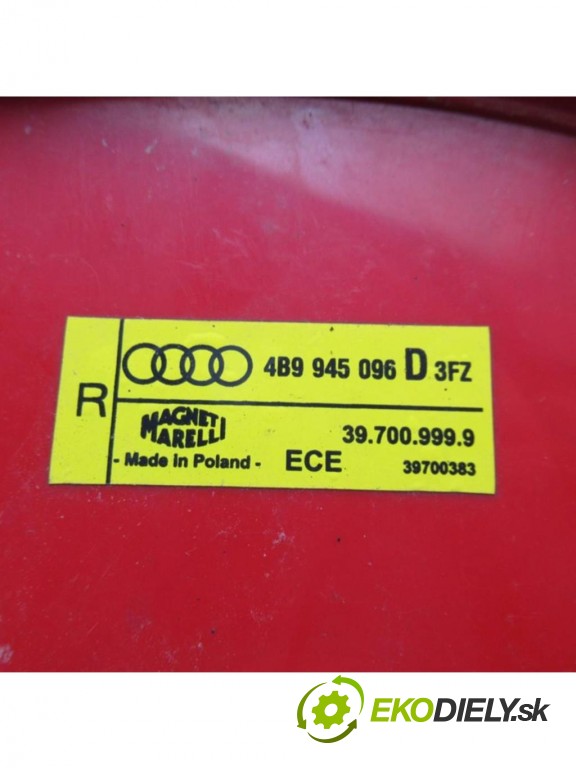 R
4B9 945 096 D 3FZ
MAGNETI MARELLI
39.700.999.9
- Made in Poland - ECE 39700383
EKODIELY.sk